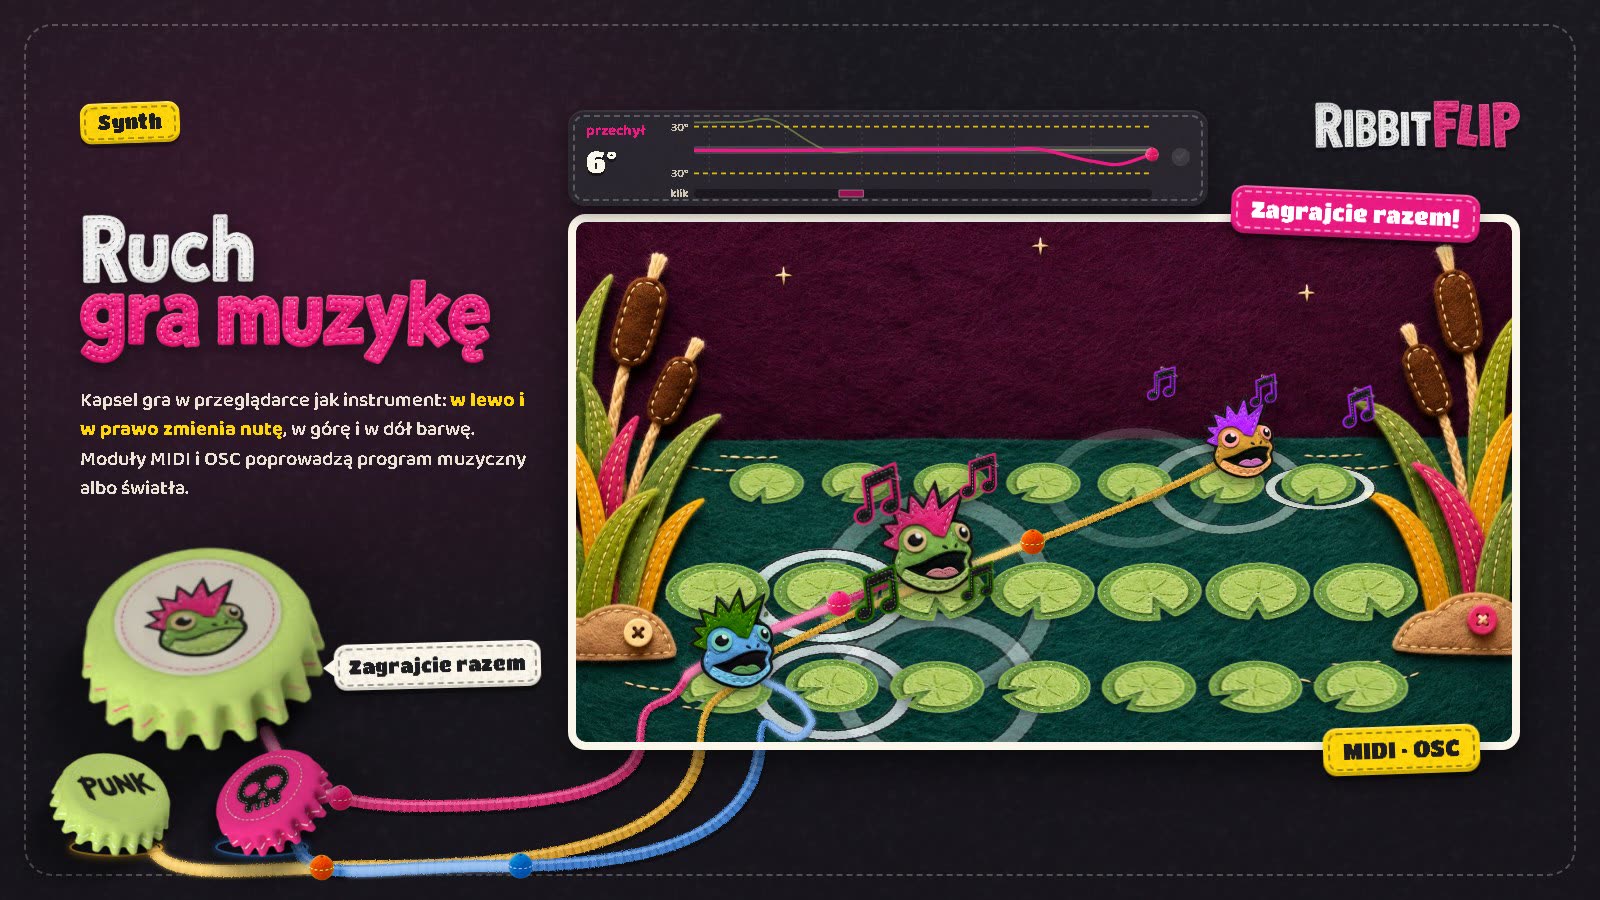 Synth
przechył
6°
30°
30°
klik
RIBBITFLIP
Zagrajcie razem!
Ruch
gra muzykę
Kapsel gra w przeglądarce jak instrument: w lewo i
w prawo zmienia nutę, w górę i w dół barwę.
Moduły MIDI i OSC poprowadzą program muzyczny
albo światła.
Zagrajcie razem
PUNK
MIDI · OSC